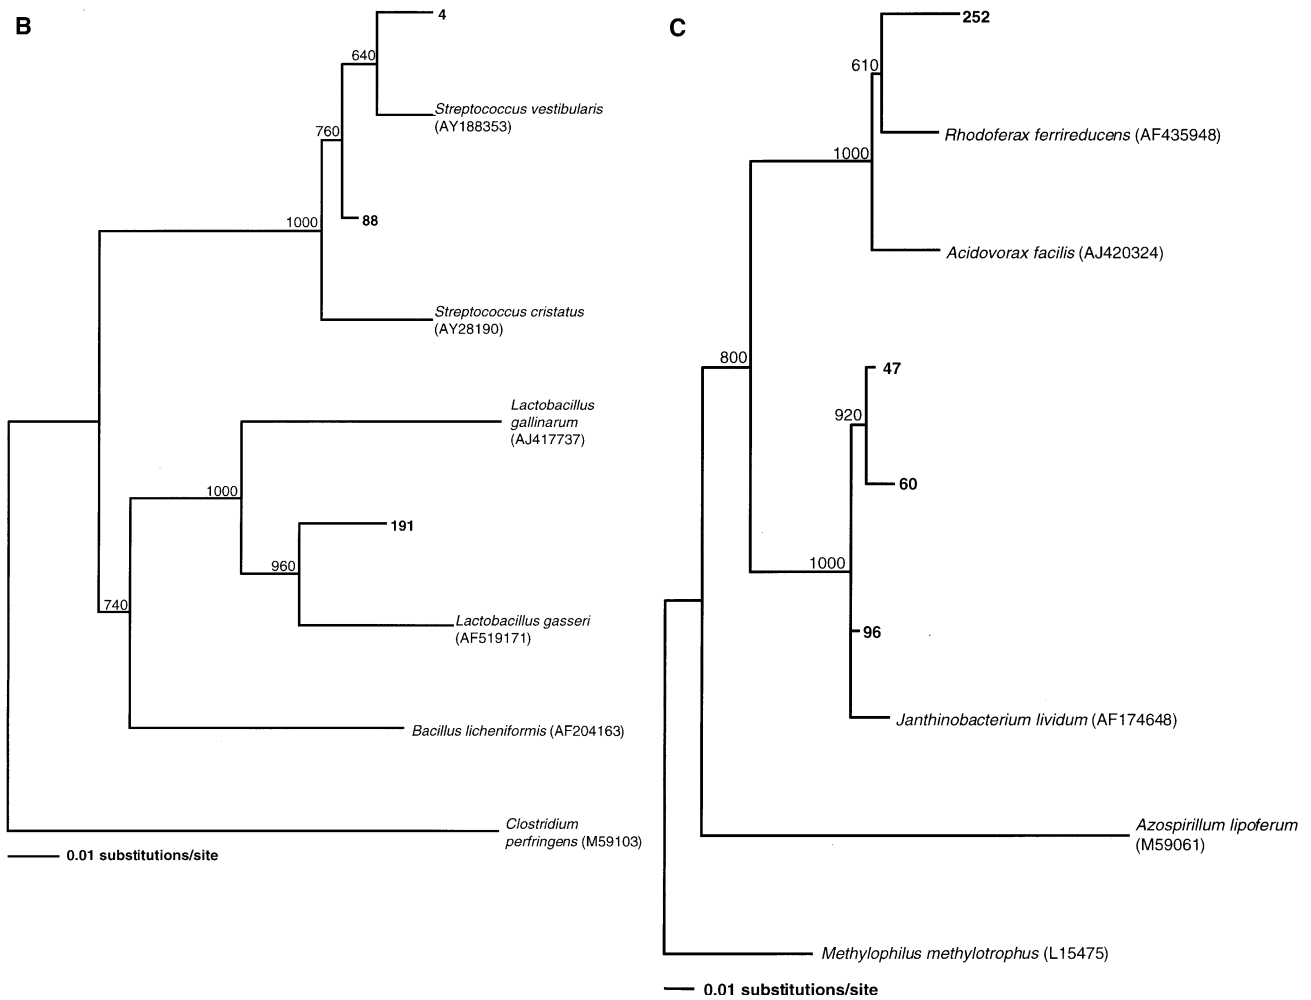 B
4
640
Streptococcus vestibularis
(AY188353)
760
88
1000
Streptococcus cristatus
(AY28190)
Lactobacillus
gallinarum
(AJ417737)
1000
191
960
Lactobacillus gasseri
(AF519171)
740
Bacillus licheniformis (AF204163)
Clostridium
perfringens (M59103)
0.01 substitutions/site
C
252
610
Rhodoferax ferrireducens (AF435948)
1000
Acidovorax facilis (AJ420324)
800
47
920
60
1000
96
Janthinobacterium lividum (AF174648)
Azospirillum lipoferum
(M59061)
Methylophilus methylotrophus (L15475)
0.01 substitutions/site